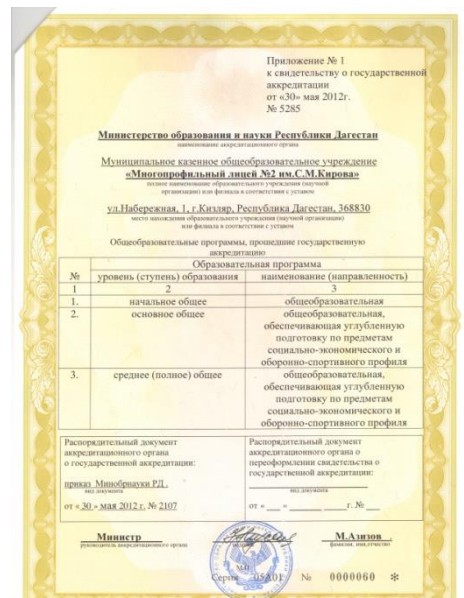 Приложение № 1
к свидетельству о государственной
аккредитации
от «30» мая 2012г.
№ 5285
Министерство образования и науки Республики Дагестан
наименование аккредитационного органа
Муниципальное казенное общеобразовательное учреждение
«Многопрофильный лицей №2 им.С.М.Кирова»
полное наименование образовательного учреждения (научной
организации) или филиала в соответствии с уставом
ул.Набережная, 1, г.Кизляр, Республика Дагестан, 368830
место нахождения образовательного учреждения (научной организации)
или филиала в соответствии с уставом
Общеобразовательные программы, прошедшие государственную
аккредитацию
№ Образовательная программа
уровень (ступень) образования наименование (направленность)
1 2 3
1. начальное общее общеобразовательная
2. основное общее общеобразовательная,
обеспечивающая углубленную
подготовку по предметам
социально-экономического и
оборонно-спортивного профиля
3. среднее (полное) общее общеобразовательная,
обеспечивающая углубленную
подготовку по предметам
социально-экономического и
оборонно-спортивного профиля
Распорядительный документ
аккредитационного органа
о государственной аккредитации:
приказ Минобрнауки РД .
вид документа
от « 30 » мая 2012 г. № 2107
Распорядительный документ
аккредитационного органа о
переоформлении свидетельства о
государственной аккредитации:
вид документа
от « __ » ______ ___ г. № __
Министр М.Азизов .
руководитель аккредитационного органа фамилия, имя,отчество
МП
Серия 05А01 № 0000060 *